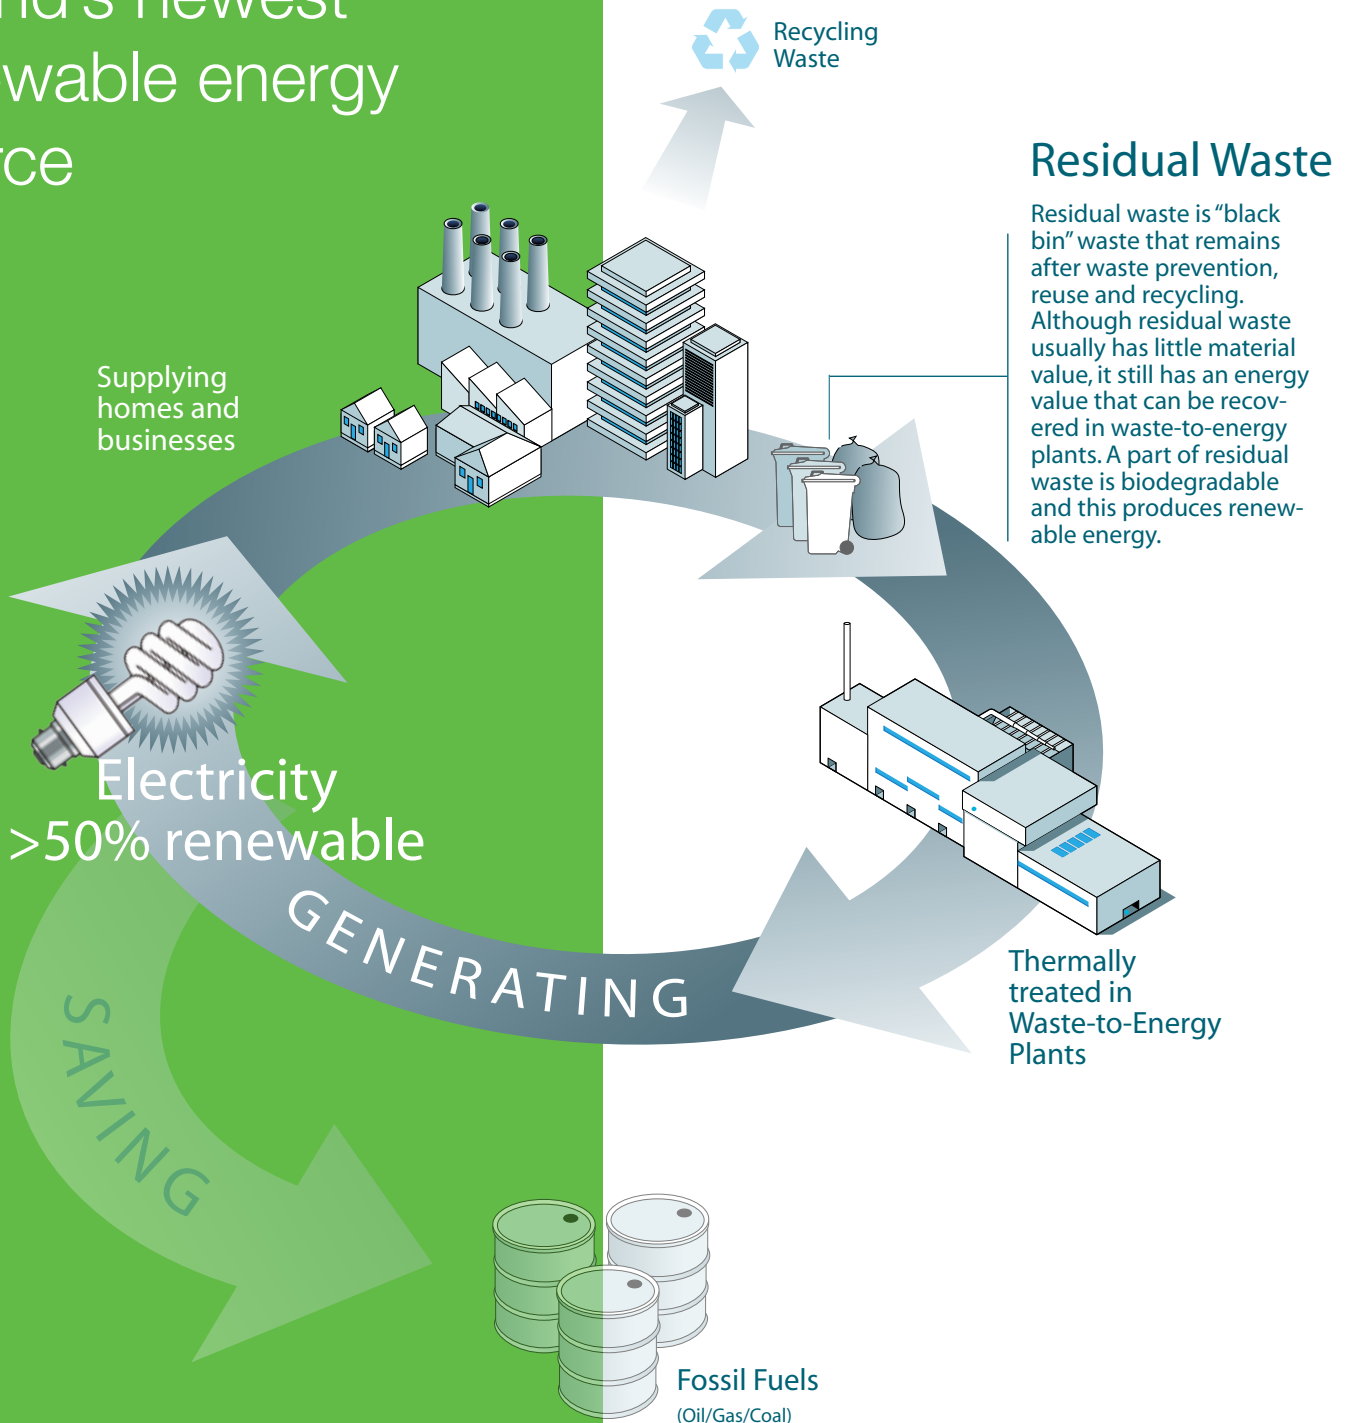 newest
energy
Recycling
Waste
Residual Waste
Residual waste is “black
bin” waste that remains
after waste prevention,
reuse and recycling.
Although residual waste
usually has little material
value, it still has an energy
value that can be recov-
ered in waste-to-energy
plants. A part of residual
waste is biodegradable
and this produces renew-
able energy.
Supplying
homes and
businesses
Electricity
>50% renewable
GENERATING
SAVING
Thermally
treated in
Waste-to-Energy
Plants
Fossil Fuels
(Oil/Gas/Coal)